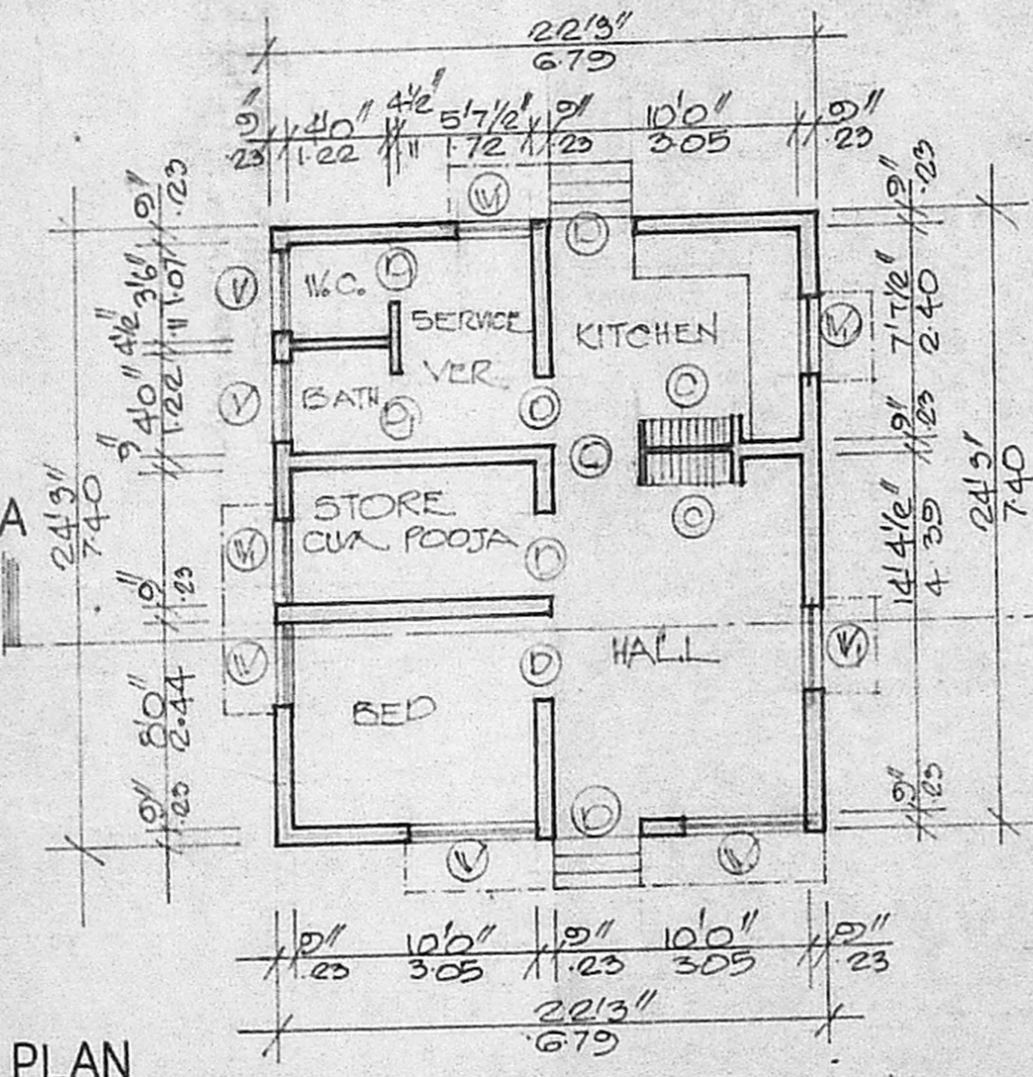 22'3"
6.79
9" 4'0" 4½" 5'7½" 9" 10'0" 9"
.23 1.22 .11 1.72 .23 3.05 .23
W
D
V
W.C.
D
SERVICE
VER.
KITCHEN
W
V
BATH
D
D
C
C
C
STORE
CUM POOJA
W
D
A
W
D
HALL
W
BED
D
W
W
24'3"
7.40
9" 3'6" 4½" 4'0" 9"
.23 1.07 .11 1.22
9" 8'0" 9"
.23 2.44 .23
9" 7'7½" 9" 14'4½" 9"
.23 2.40 .23 4.39 .23
24'3"
7.40
9" 10'0" 9" 10'0" 9"
.23 3.05 .23 3.05 .23
22'3"
6.79
PLAN